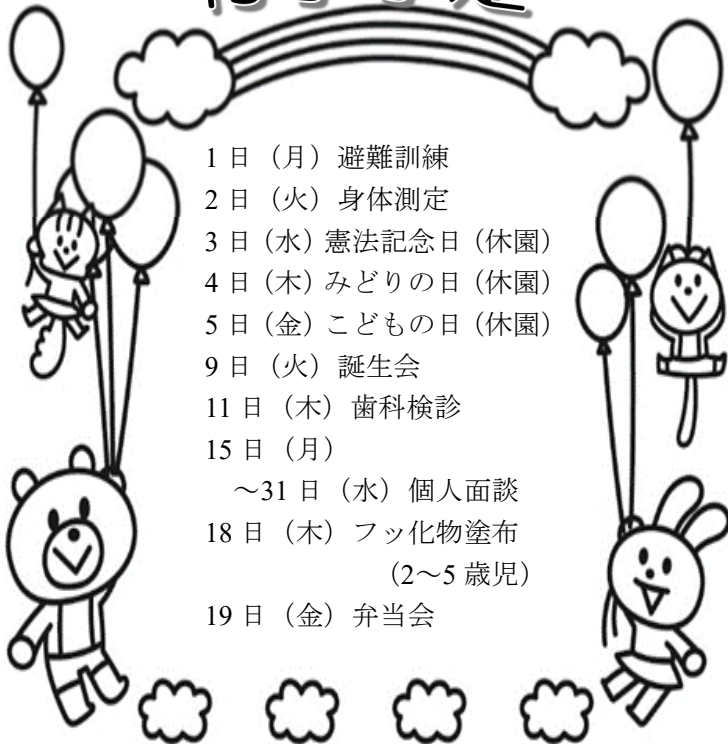 1日（月）避難訓練
2日（火）身体測定
3日（水）憲法記念日（休園）
4日（木）みどりの日（休園）
5日（金）こどもの日（休園）
9日（火）誕生会
11日（木）歯科検診
15日（月）
～31日（水）個人面談
18日（木）フッ化物塗布
（2～5歳児）
19日（金）弁当会